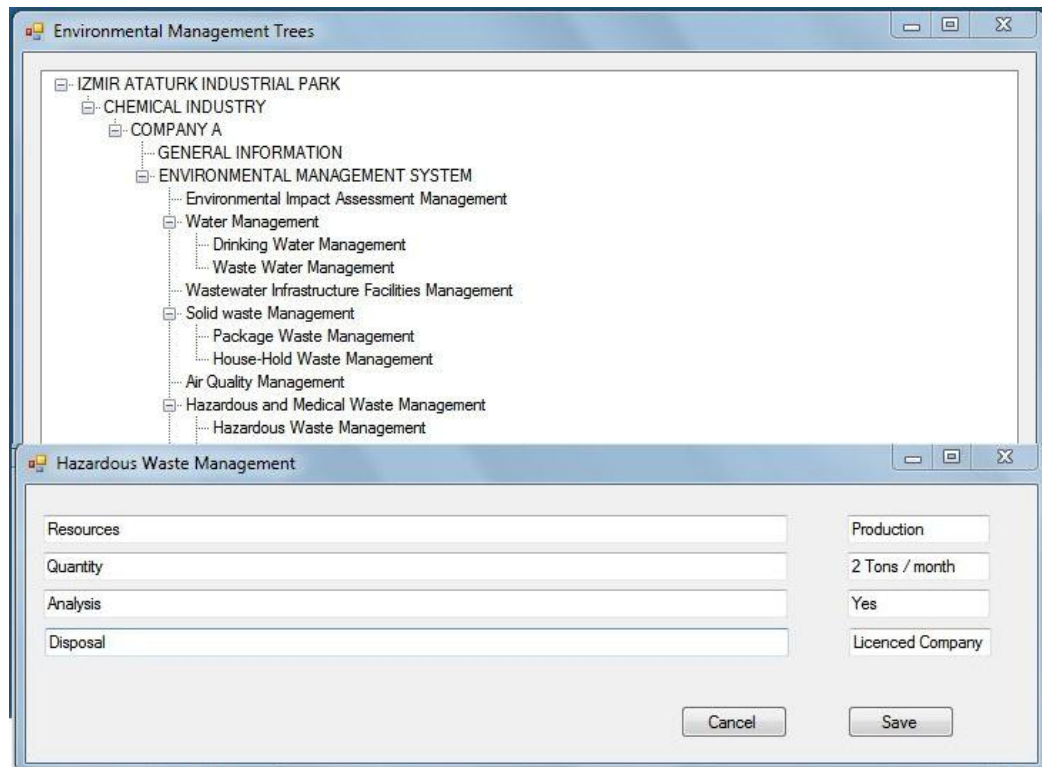 Environmental Management Trees
IZMIR ATATURK INDUSTRIAL PARK
CHEMICAL INDUSTRY
COMPANY A
GENERAL INFORMATION
ENVIRONMENTAL MANAGEMENT SYSTEM
Environmental Impact Assessment Management
Water Management
Drinking Water Management
Waste Water Management
Wastewater Infrastructure Facilities Management
Solid waste Management
Package Waste Management
House-Hold Waste Management
Air Quality Management
Hazardous and Medical Waste Management
Hazardous Waste Management
Hazardous Waste Management
Resources Production
Quantity 2 Tons / month
Analysis Yes
Disposal Licenced Company
Cancel Save